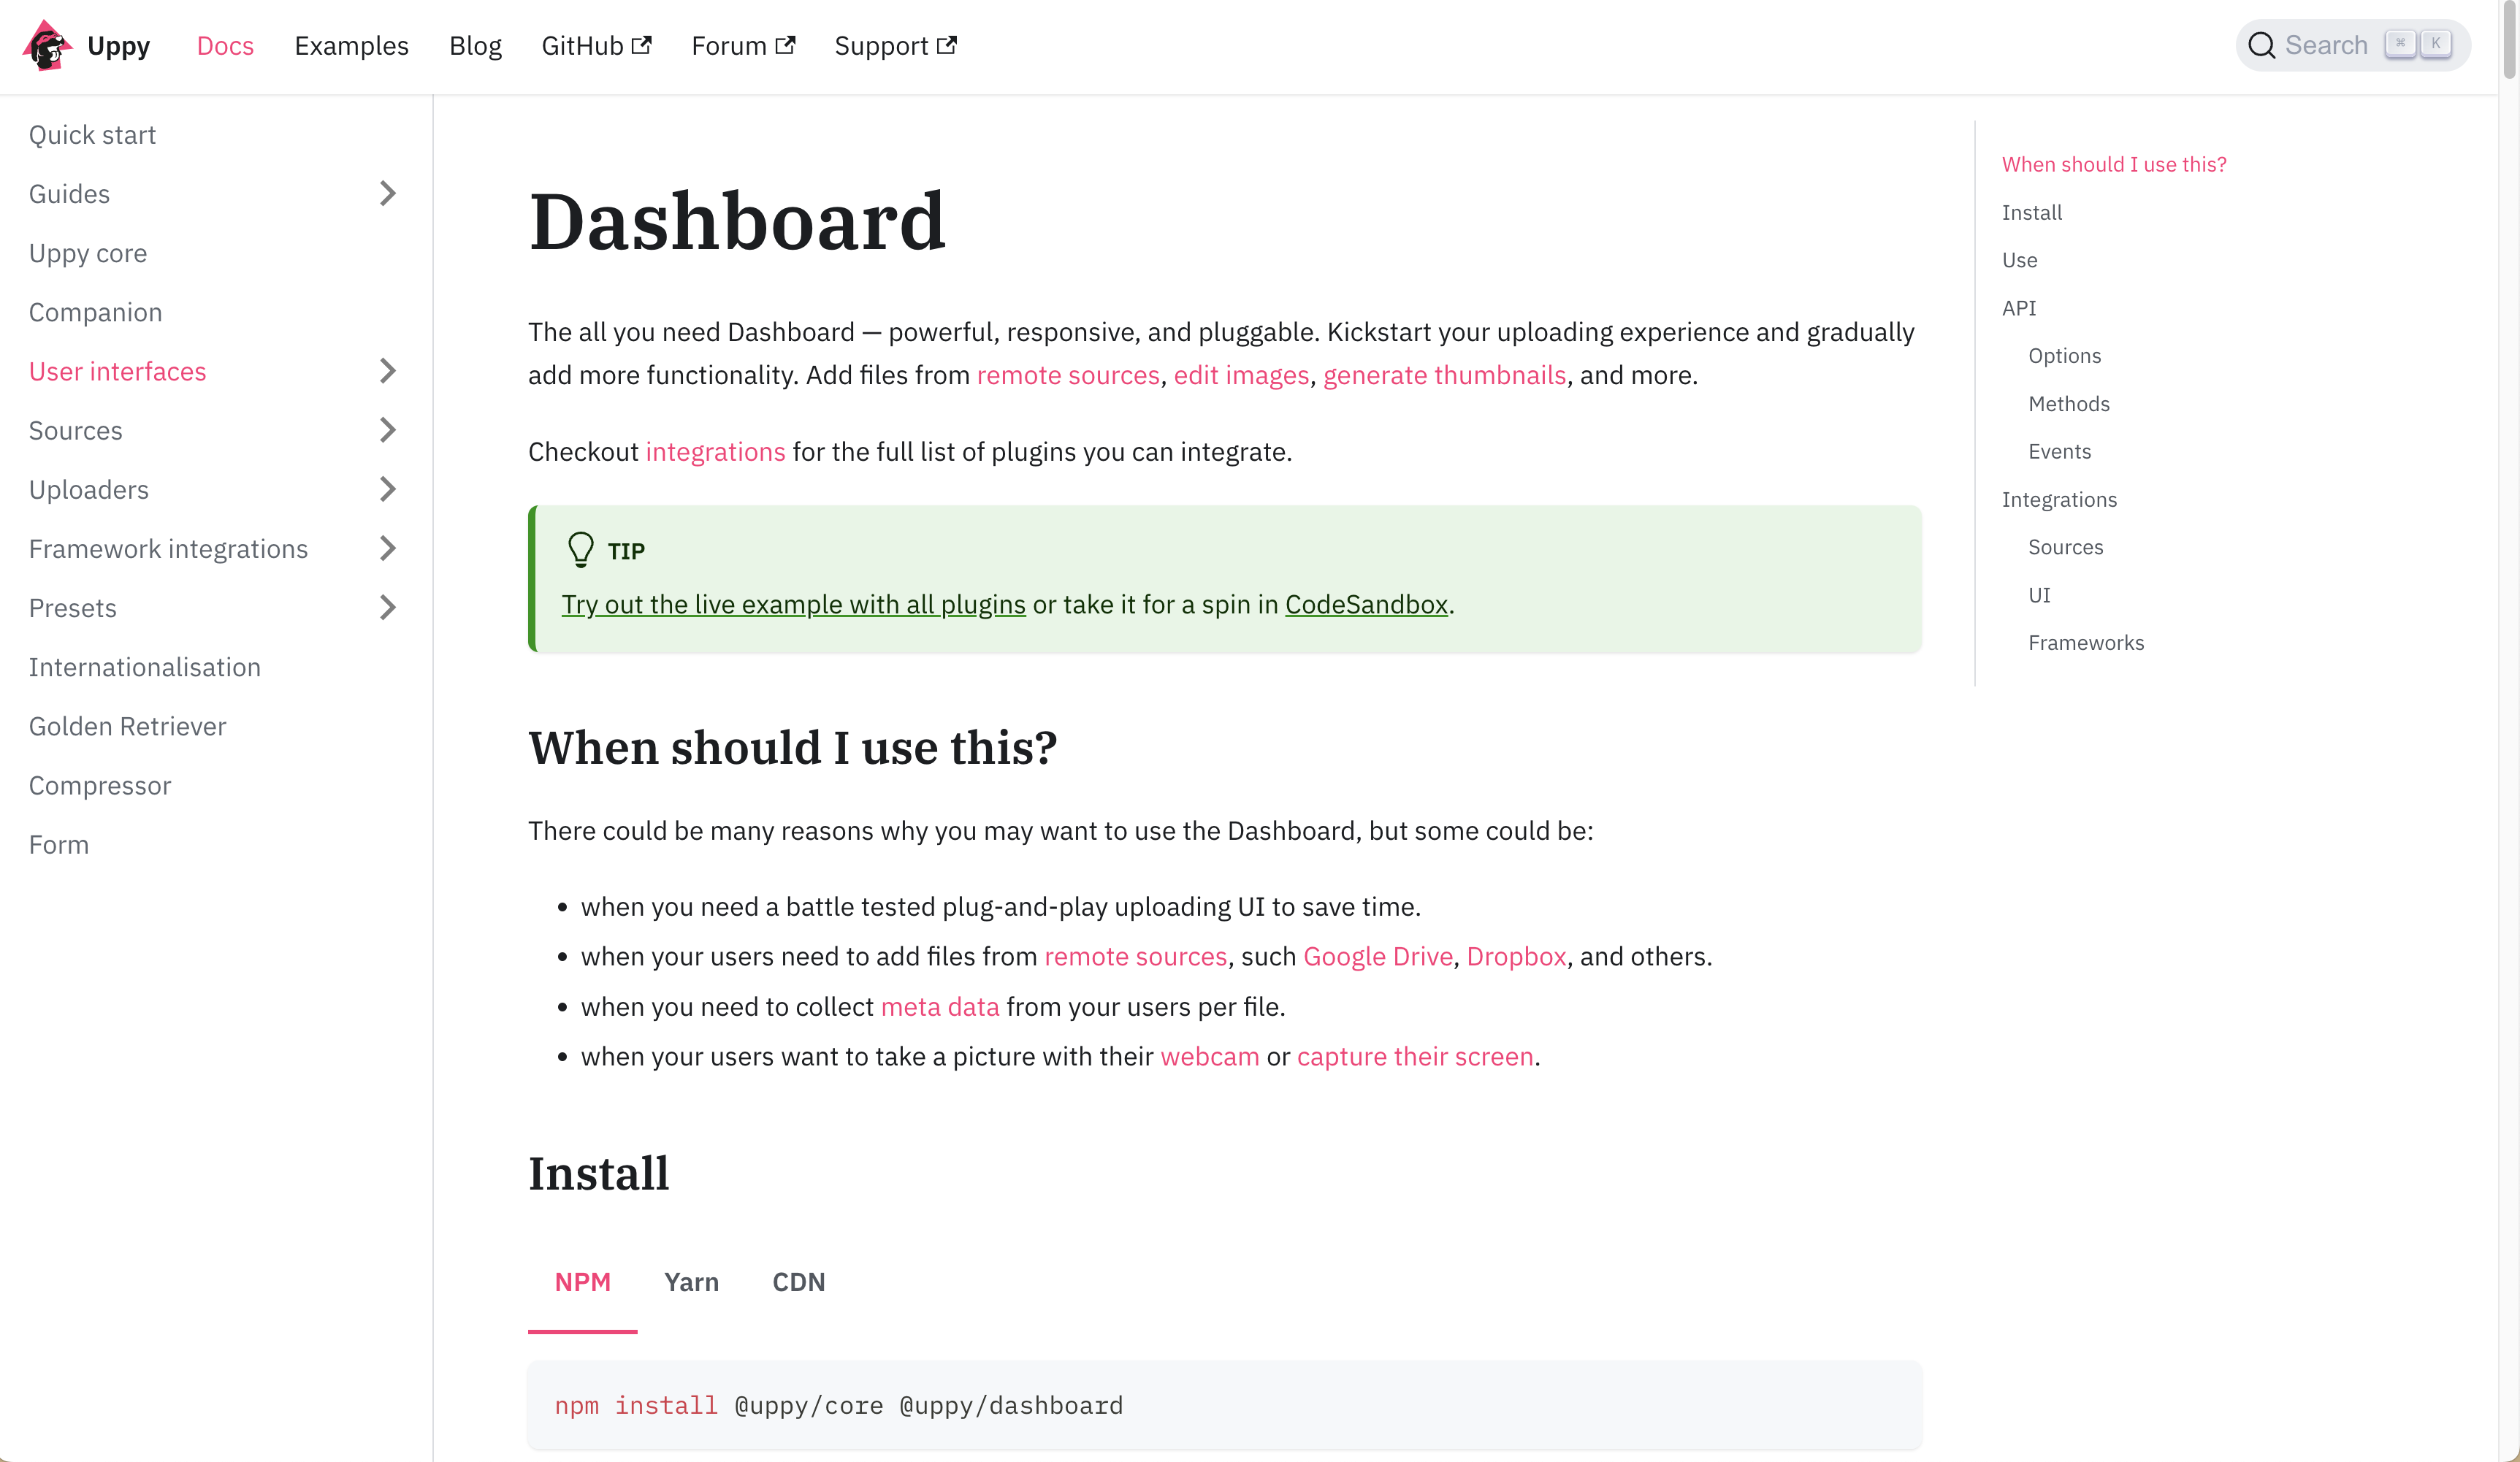 Uppy Docs Examples Blog GitHub Forum Support Search ⌘ K
Quick start
Guides
Uppy core
Companion
User interfaces
Sources
Uploaders
Framework integrations
Presets
Internationalisation
Golden Retriever
Compressor
Form
Dashboard
The all you need Dashboard — powerful, responsive, and pluggable. Kickstart your uploading experience and gradually
add more functionality. Add files from remote sources, edit images, generate thumbnails, and more.
Checkout integrations for the full list of plugins you can integrate.
TIP
Try out the live example with all plugins or take it for a spin in CodeSandbox.
When should I use this?
There could be many reasons why you may want to use the Dashboard, but some could be:
• when you need a battle tested plug-and-play uploading UI to save time.
• when your users need to add files from remote sources, such Google Drive, Dropbox, and others.
• when you need to collect meta data from your users per file.
• when your users want to take a picture with their webcam or capture their screen.
Install
NPM Yarn CDN
npm install @uppy/core @uppy/dashboard
When should I use this?
Install
Use
API
Options
Methods
Events
Integrations
Sources
UI
Frameworks